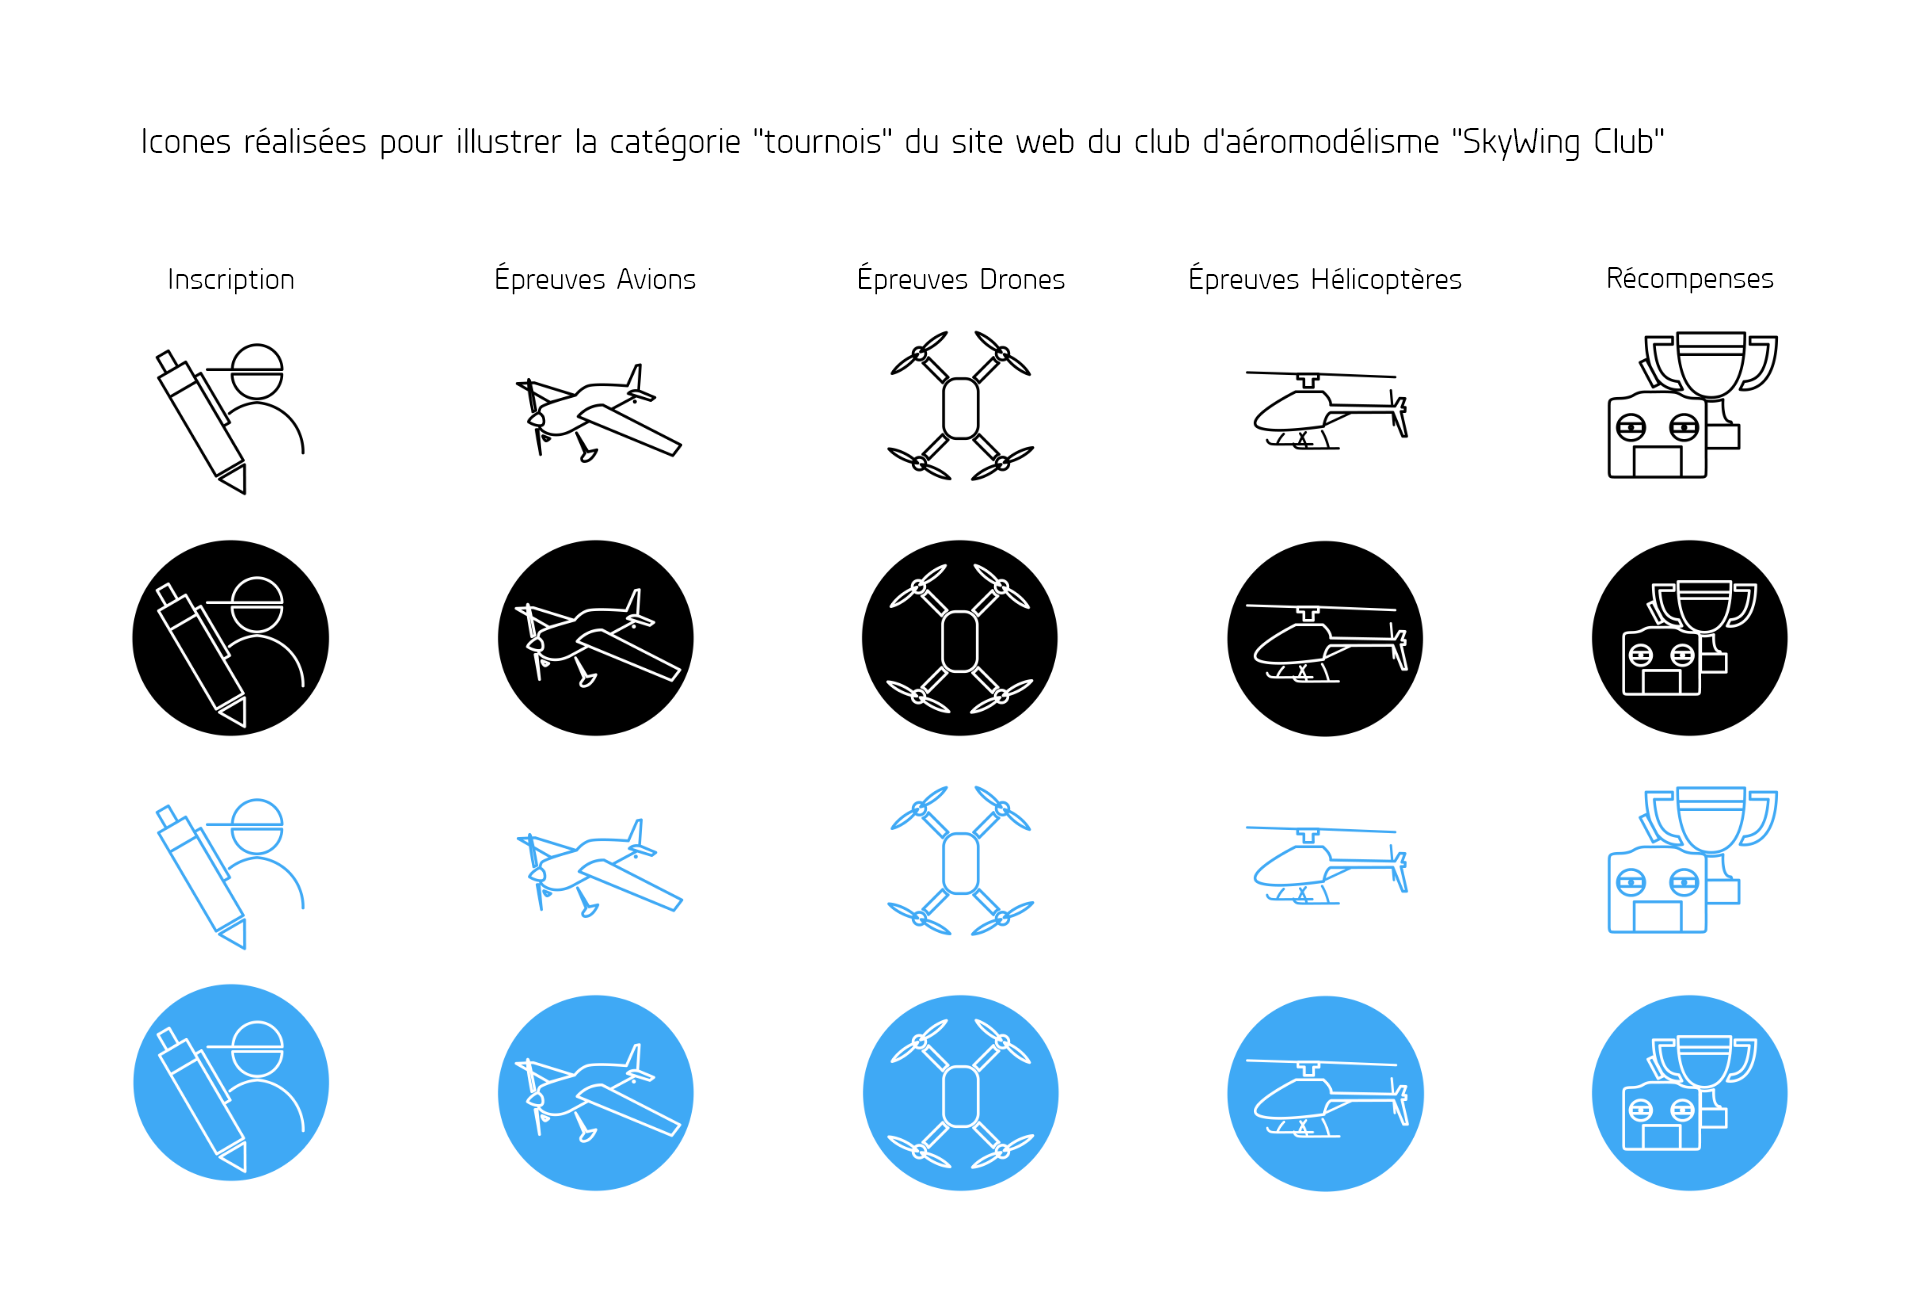 Icones réalisées pour illustrer la catégorie "tournois" du site web du club d'aéromodélisme "SkyWing Club"
Inscription
Épreuves Avions
Épreuves Drones
Épreuves Hélicoptères
Récompenses